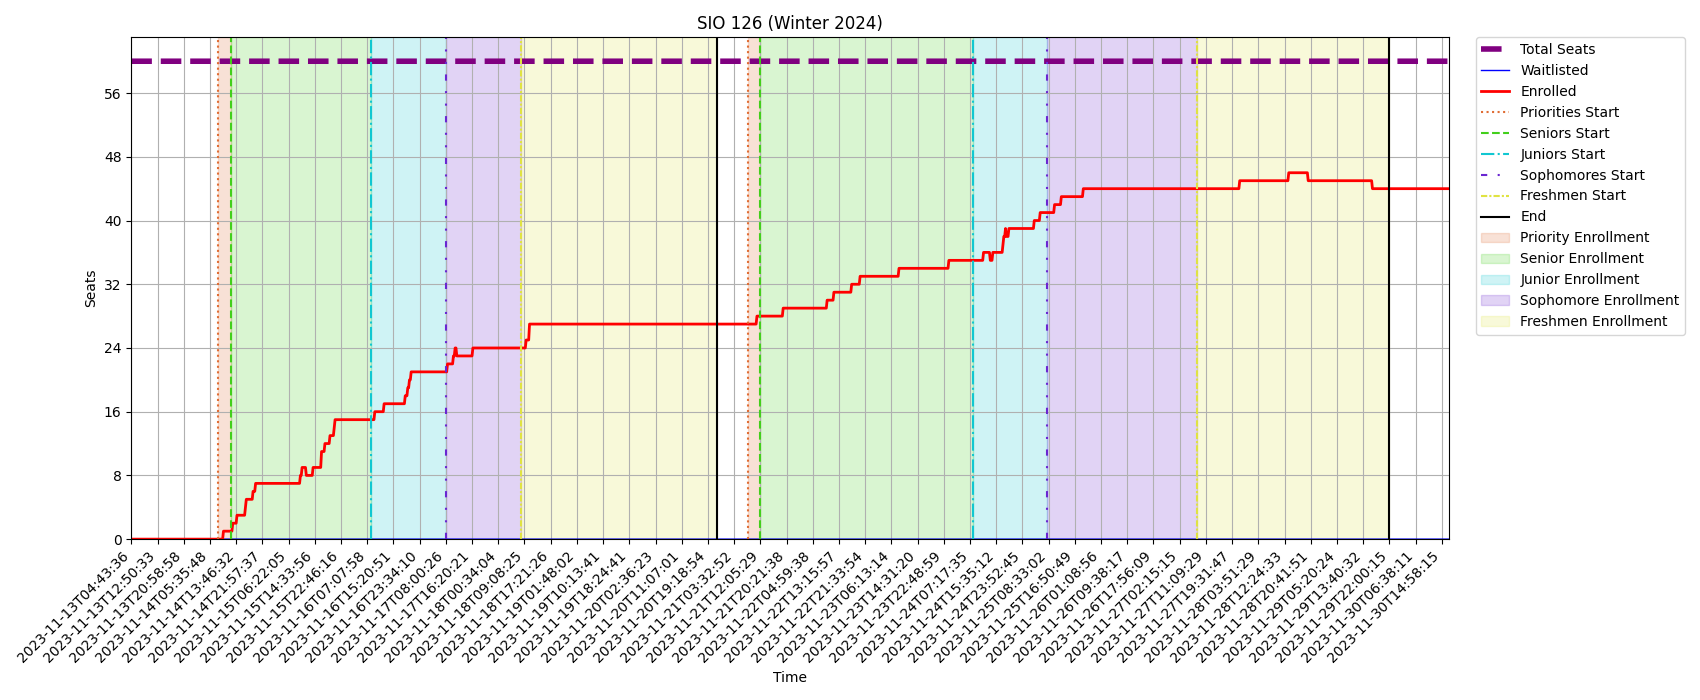 SIO 126 (Winter 2024)
Total Seats
Waitlisted
Enrolled
Priorities Start
Seniors Start
Juniors Start
Sophomores Start
Freshmen Start
End
Priority Enrollment
Senior Enrollment
Junior Enrollment
Sophomore Enrollment
Freshmen Enrollment
Seats
56
48
40
32
24
16
8
0
2023-11-13T04:43:36
2023-11-13T12:50:33
2023-11-13T20:58:58
2023-11-14T05:35:48
2023-11-14T13:46:32
2023-11-14T21:57:37
2023-11-15T06:22:05
2023-11-15T14:33:56
2023-11-15T22:46:16
2023-11-16T07:07:58
2023-11-16T15:20:51
2023-11-16T23:34:10
2023-11-17T08:00:26
2023-11-17T16:20:21
2023-11-18T00:34:04
2023-11-18T09:08:25
2023-11-18T17:21:26
2023-11-19T01:48:02
2023-11-19T10:13:41
2023-11-19T18:24:41
2023-11-20T02:36:23
2023-11-20T11:07:01
2023-11-20T19:18:54
2023-11-21T03:32:52
2023-11-21T12:05:29
2023-11-21T20:21:38
2023-11-22T04:59:38
2023-11-22T13:15:57
2023-11-22T21:33:54
2023-11-23T06:13:14
2023-11-23T14:31:20
2023-11-23T22:48:59
2023-11-24T07:17:35
2023-11-24T15:35:12
2023-11-24T23:52:45
2023-11-25T08:33:02
2023-11-25T16:50:49
2023-11-26T01:08:56
2023-11-26T09:38:17
2023-11-26T17:56:09
2023-11-27T02:15:15
2023-11-27T11:09:29
2023-11-27T19:31:47
2023-11-28T03:51:29
2023-11-28T12:24:33
2023-11-28T20:41:51
2023-11-29T05:20:24
2023-11-29T13:40:32
2023-11-29T22:00:15
2023-11-30T06:38:11
2023-11-30T14:58:15
Time